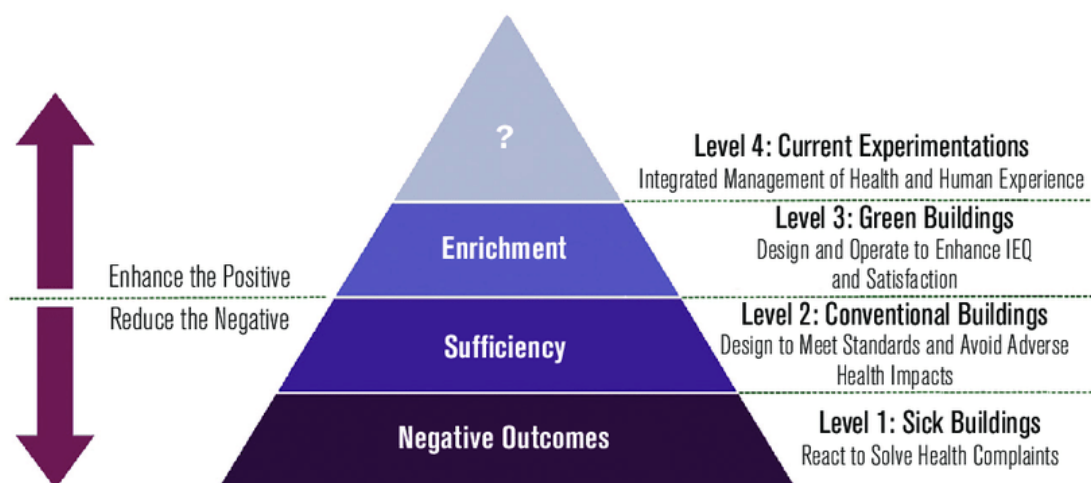 ?
Level 4: Current Experimentations
Integrated Management of Health and Human Experience
Enrichment
Level 3: Green Buildings
Design and Operate to Enhance IEQ
and Satisfaction
Enhance the Positive
Reduce the Negative
Sufficiency
Level 2: Conventional Buildings
Design to Meet Standards and Avoid Adverse
Health Impacts
Negative Outcomes
Level 1: Sick Buildings
React to Solve Health Complaints